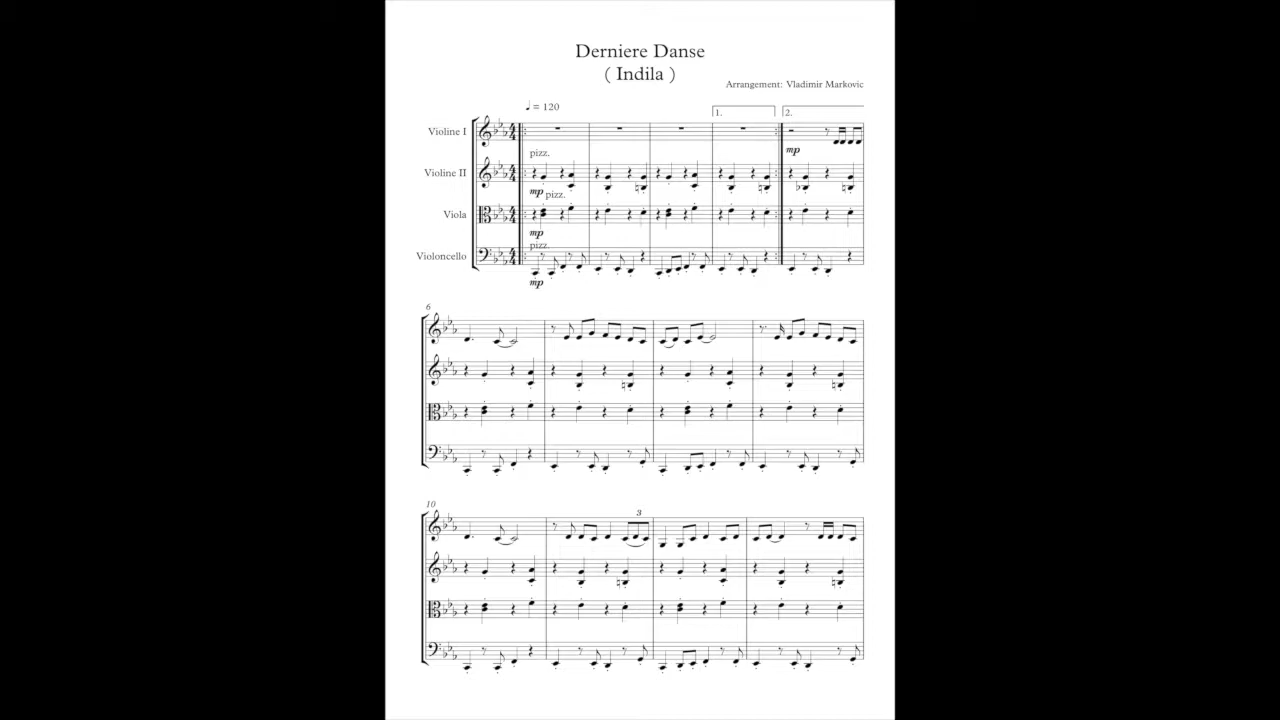 Derniere Danse
( Indila )
Arrangement: Vladimir Markovic
♩ = 120
1.
2.
Violine I
mp
pizz.
Violine II
mp
pizz.
Viola
mp
pizz.
Violoncello
mp
6
10
3